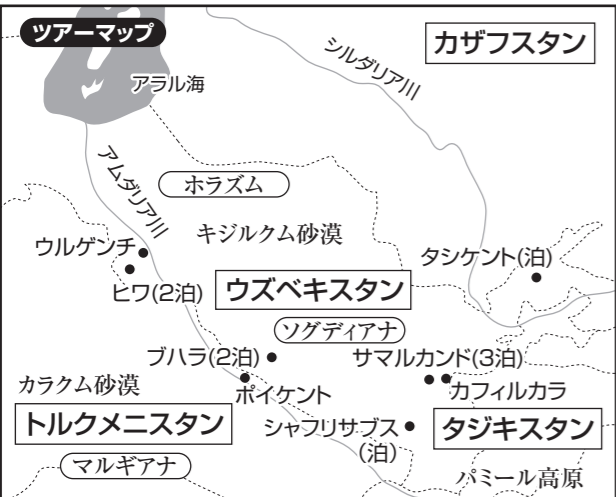 ツアーマップ
カザフスタン
シルダリア川
アラル海
アムダリア川
ホラズム
キジルクム砂漠
ウルゲンチ
タシケント(泊)
ヒワ(2泊)
ウズベキスタン
ソグディアナ
ブハラ(2泊)
サマルカンド(3泊)
カラクム砂漠
ポイケント
カフィルカラ
トルクメニスタン
シャフリサブス
(泊)
タジキスタン
マルギアナ
パミール高原